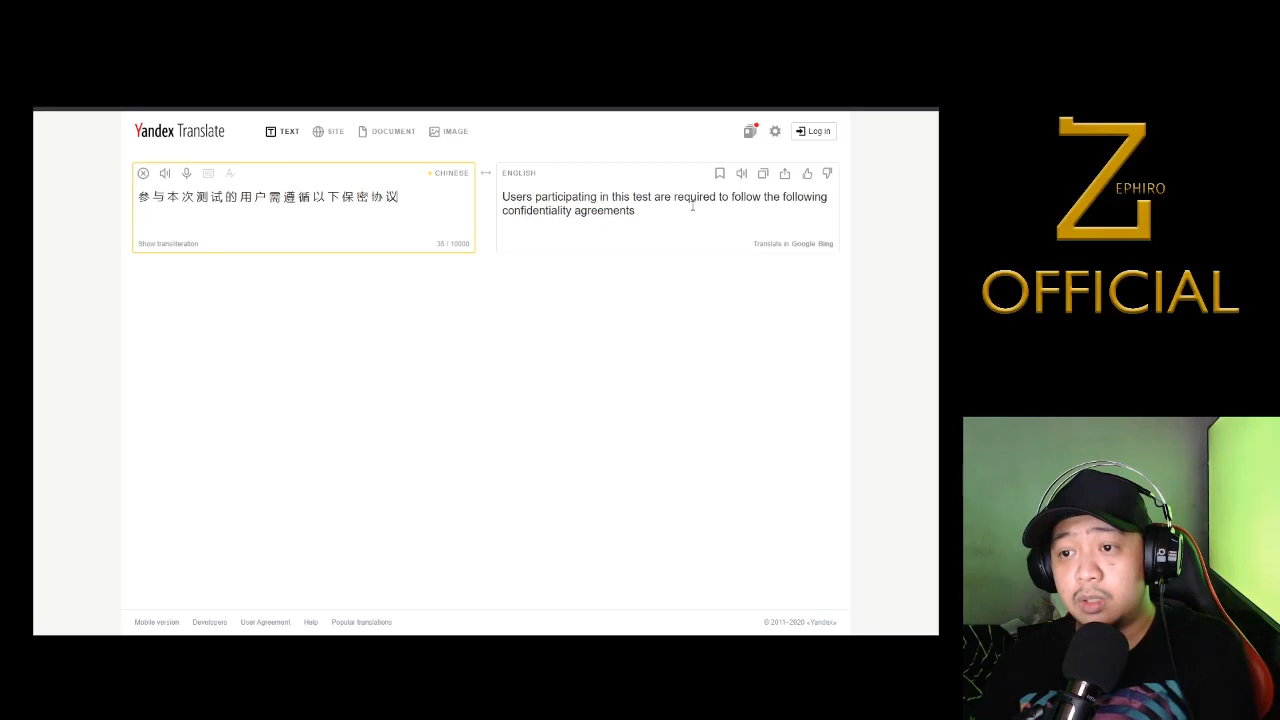 Yandex Translate
TEXT
SITE
DOCUMENT
IMAGE
Log in
CHINESE
参与本次测试的用户需遵循以下保密协议
Show transliteration
35 / 10000
ENGLISH
Users participating in this test are required to follow the following
confidentiality agreements
Translate in Google Bing
Mobile version
Developers
User Agreement
Help
Popular translations
© 2011–2020 «Yandex»
ZEPHIRO
OFFICIAL